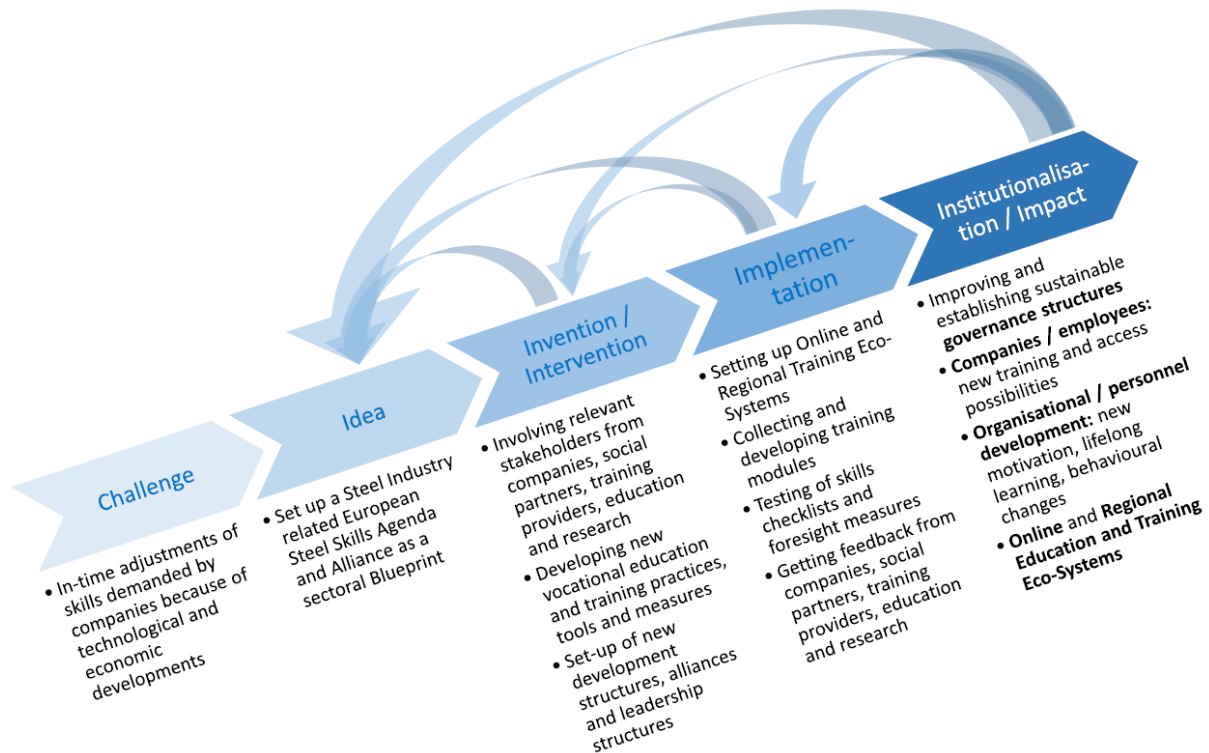 Challenge
• In-time adjustments of
skills demanded by
companies because of
technological and
economic
developments
Idea
• Set up a Steel Industry
related European
Steel Skills Agenda
and Alliance as a
sectoral Blueprint
Invention /
Intervention
• Involving relevant
stakeholders from
companies, social
partners, training
providers, education
and research
• Developing new
vocational education
and training practices,
tools and measures
• Set-up of new
development
structures, alliances
and leadership
structures
Implemen-
tation
• Setting up Online and
Regional Training Eco-
Systems
• Collecting and
developing training
modules
• Testing of skills
checklists and
foresight measures
• Getting feedback from
companies, social
partners, training
providers, education
and research
Institutionalisa-
tion / Impact
• Improving and
establishing sustainable
governance structures
• Companies / employees:
new training and access
possibilities
• Organisational / personnel
development: new
motivation, lifelong
learning, behavioural
changes
• Online and Regional
Education and Training
Eco-Systems